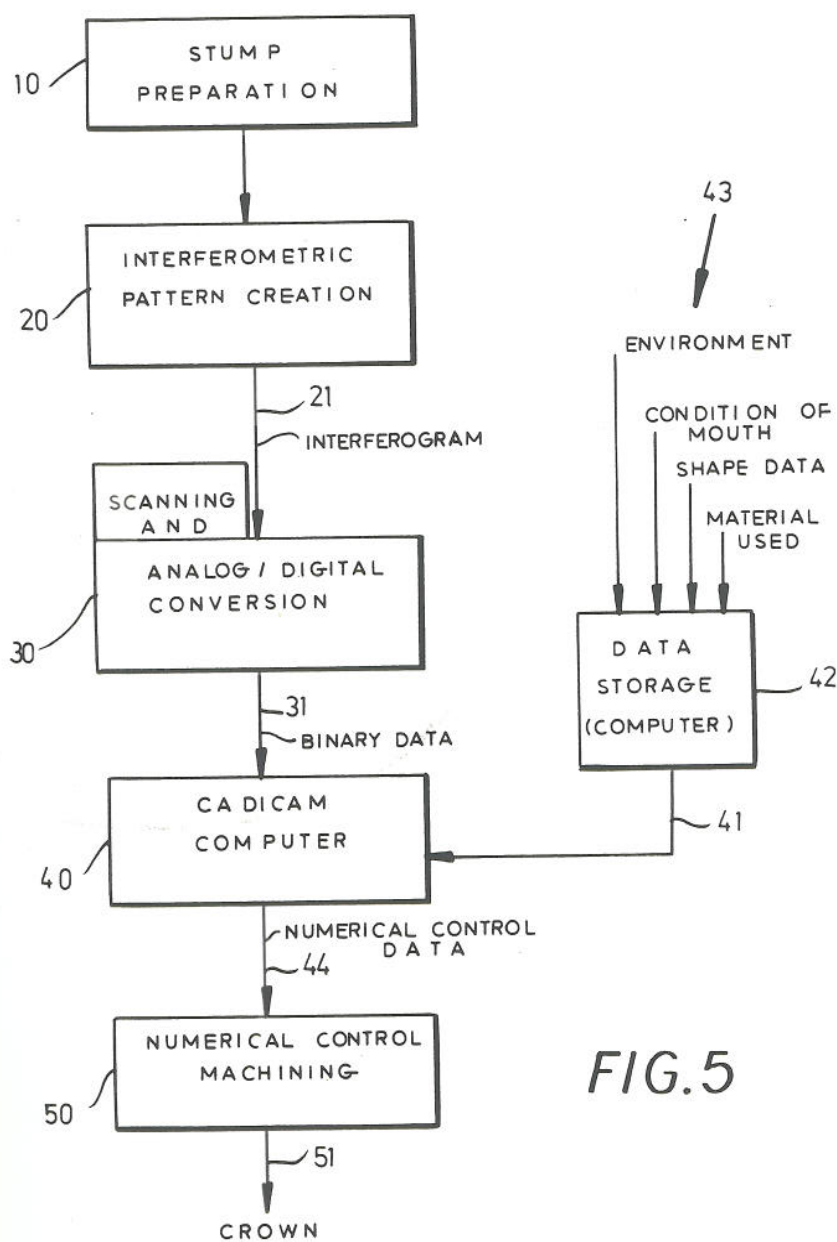 STUMP
PREPARATION
10
INTERFEROMETRIC
PATTERN CREATION
20
21
INTERFEROGRAM
SCANNING
AND
ANALOG / DIGITAL
CONVERSION
30
31
BINARY DATA
43
ENVIRONMENT
CONDITION OF
MOUTH
SHAPE DATA
MATERIAL
USED
DATA
STORAGE
(COMPUTER)
42
41
CADICAM
COMPUTER
40
NUMERICAL CONTROL
DATA
44
NUMERICAL CONTROL
MACHINING
50
51
CROWN
FIG.5